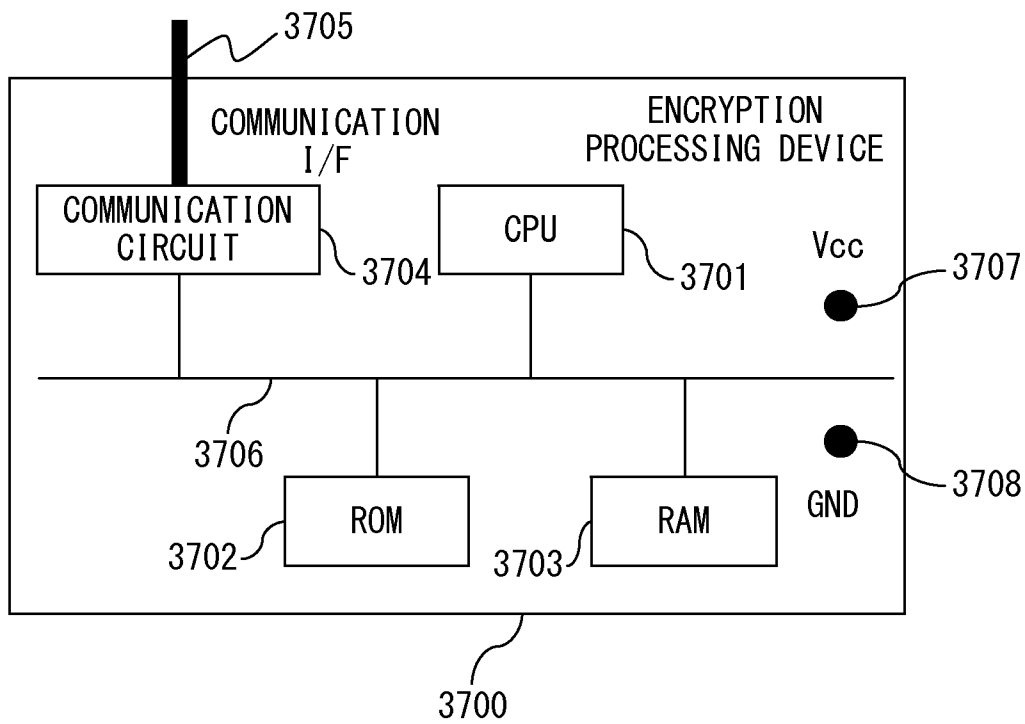 3705
COMMUNICATION
I/F
ENCRYPTION
PROCESSING DEVICE
COMMUNICATION
CIRCUIT
3704
CPU
3701
Vcc
3707
3706
3708
GND
ROM
3702
RAM
3703
3700